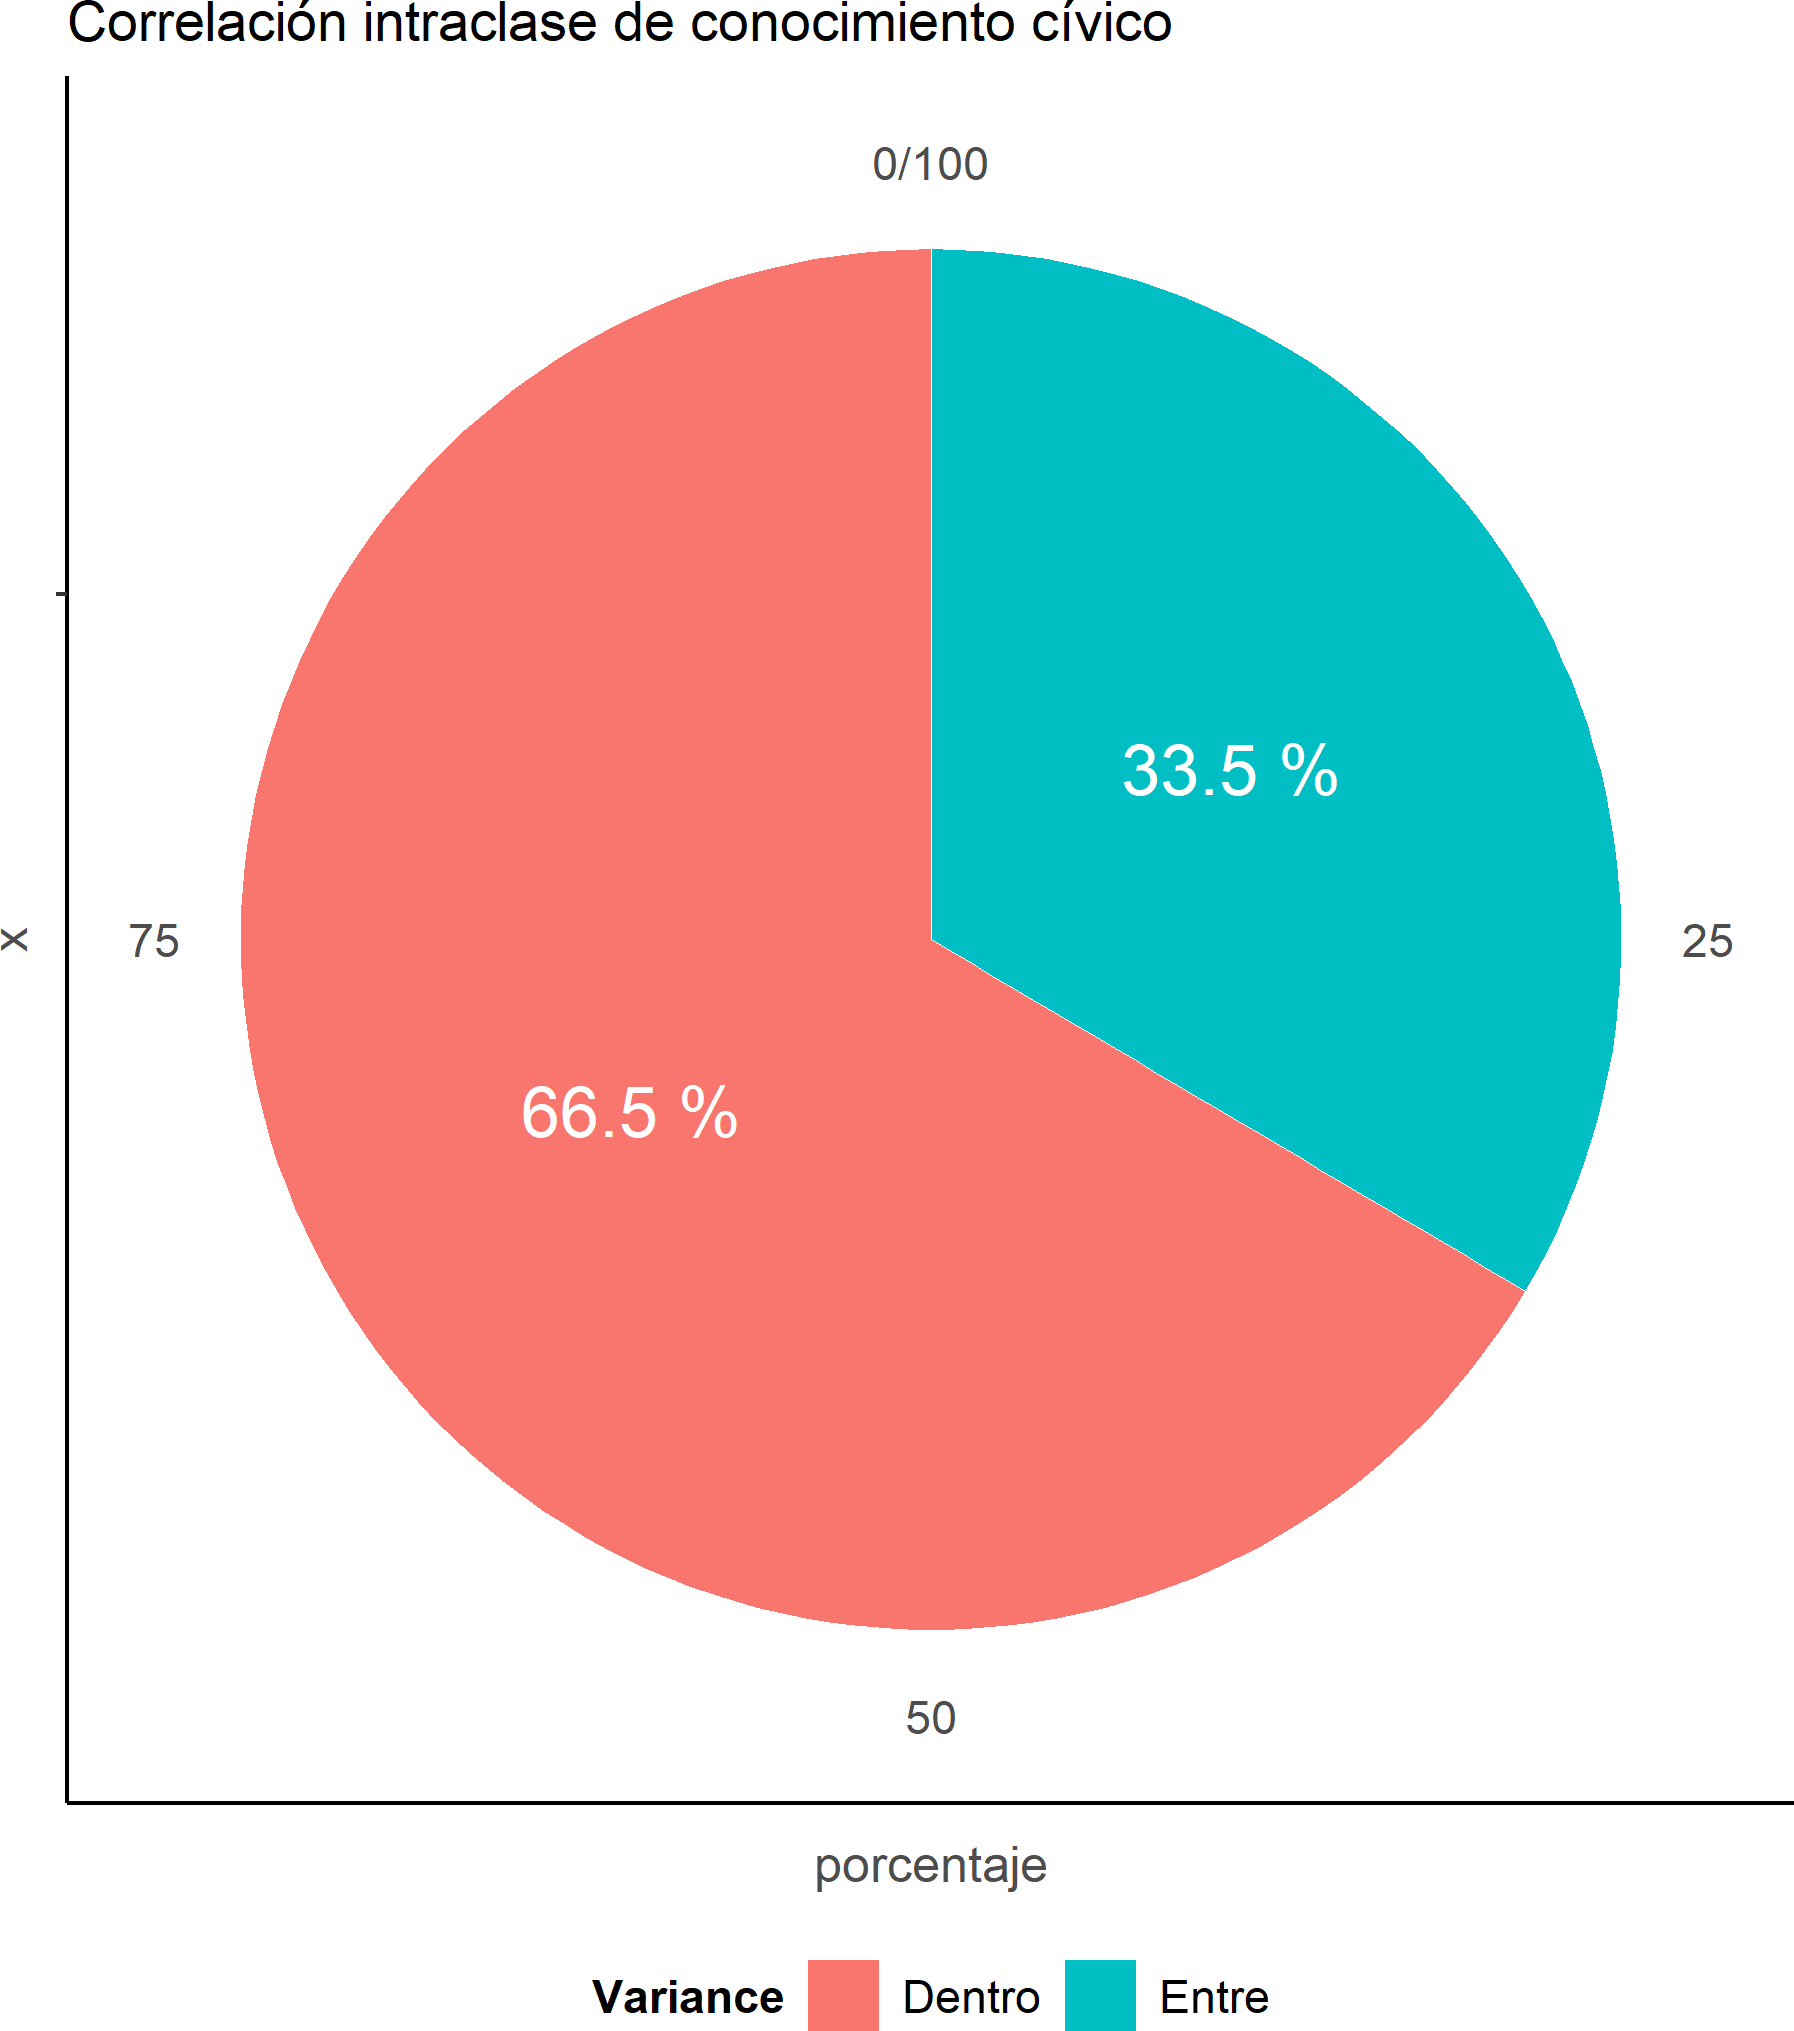 Correlación intraclase de conocimiento cívico
0/100
33.5 %
x
75
25
66.5 %
50
porcentaje
Variance Dentro Entre